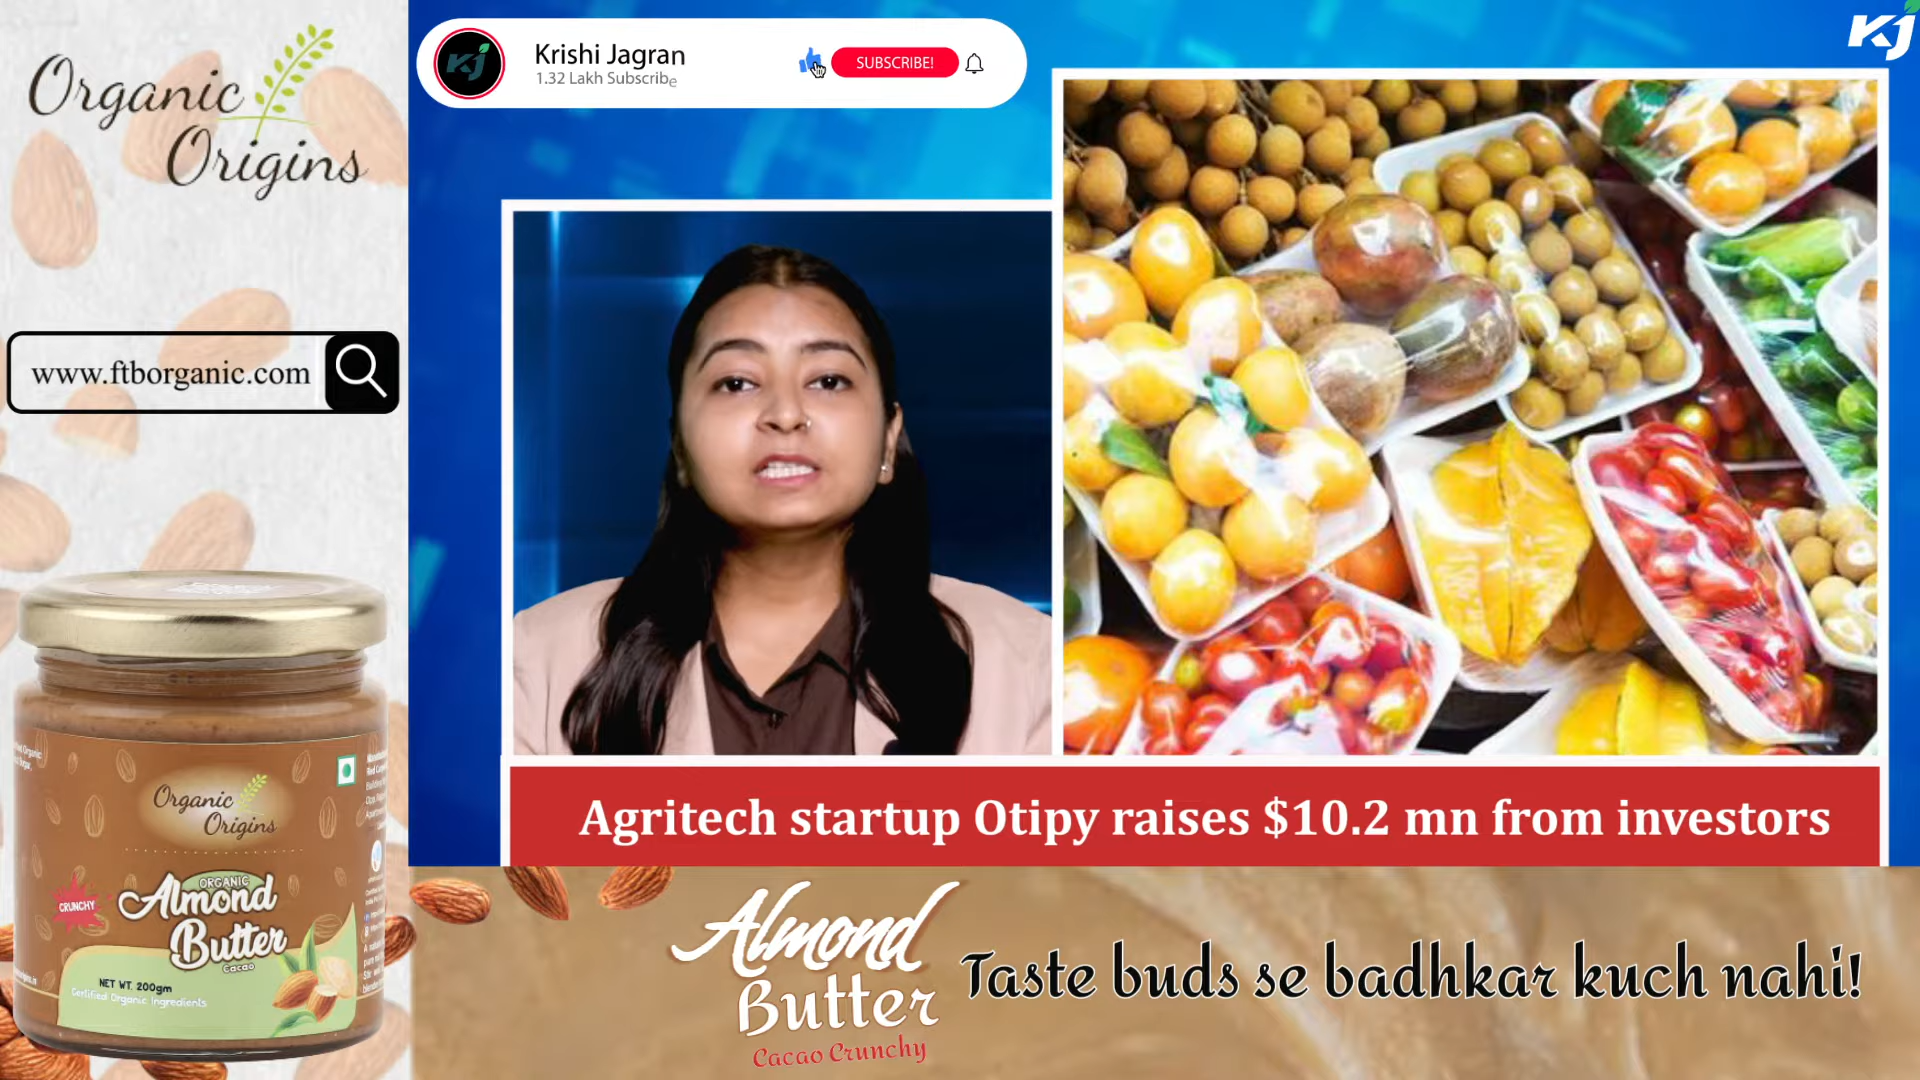 Organic
Origins
www.ftborganic.com
Organic
Origins
ORGANIC
CRUNCHY
Almond
Butter
Cacao
NET WT. 200gm
Certified Organic Ingredients
KJ
Krishi Jagran
1.32 Lakh Subscribe
SUBSCRIBE!
KJ
Agritech startup Otipy raises $10.2 mn from investors
Almond
Butter
Cacao Crunchy
Taste buds se badhkar kuch nahi!